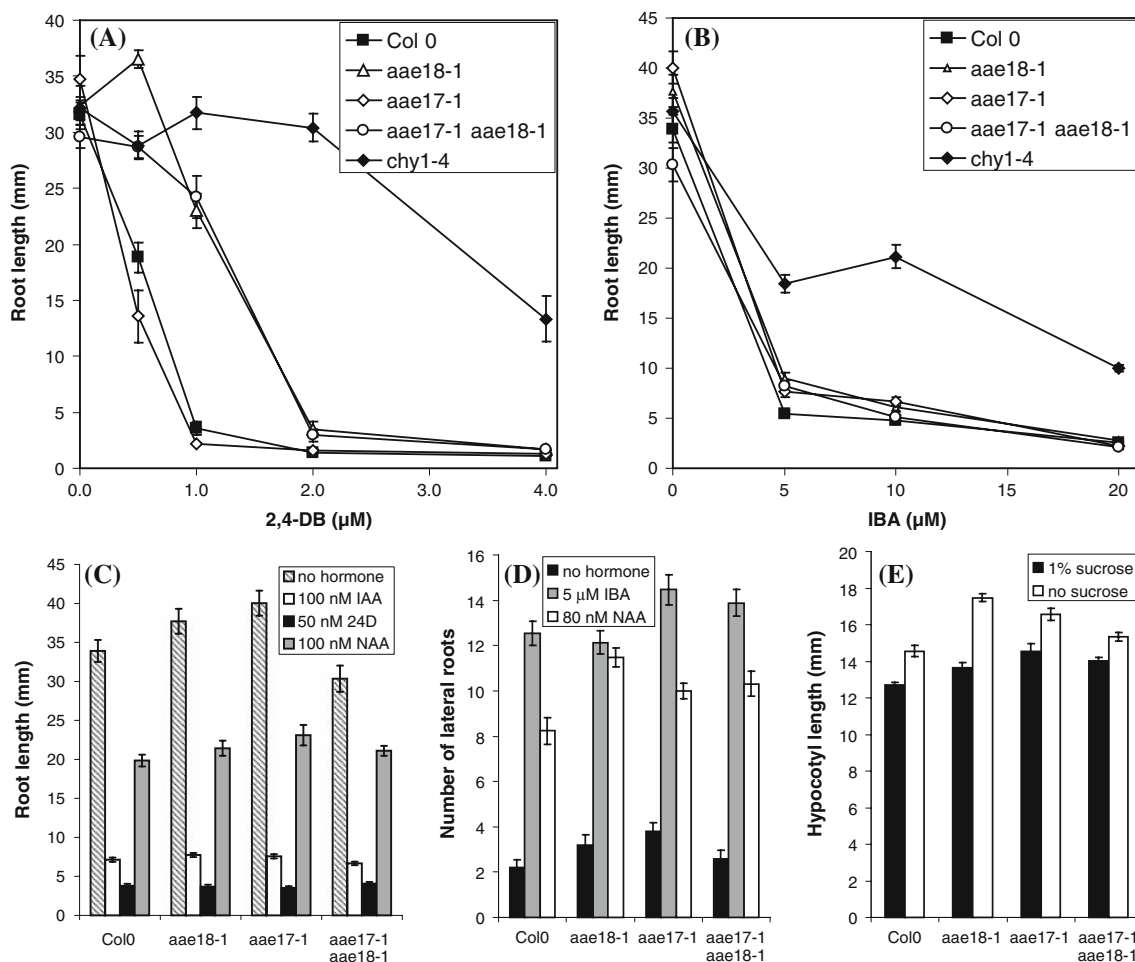 (A)
Root length (mm)
40
35
30
25
20
15
10
5
0
0.0 1.0 2.0 3.0 4.0
2,4-DB (µM)
Col 0
aae18-1
aae17-1
aae17-1 aae18-1
chy1-4
(B)
Root length (mm)
45
40
35
30
25
20
15
10
5
0
0 5 10 15 20
IBA (µM)
Col 0
aae18-1
aae17-1
aae17-1 aae18-1
chy1-4
(C)
Root length (mm)
45
40
35
30
25
20
15
10
5
0
no hormone
100 nM IAA
50 nM 24D
100 nM NAA
Col0 aae18-1 aae17-1 aae17-1
aae18-1
(D)
Number of lateral roots
16
14
12
10
8
6
4
2
0
no hormone
5 µM IBA
80 nM NAA
Col0 aae18-1 aae17-1 aae17-1
aae18-1
(E)
Hypocotyl length (mm)
18
16
14
12
10
8
6
4
2
0
1% sucrose
no sucrose
Col0 aae18-1 aae17-1 aae17-1
aae18-1